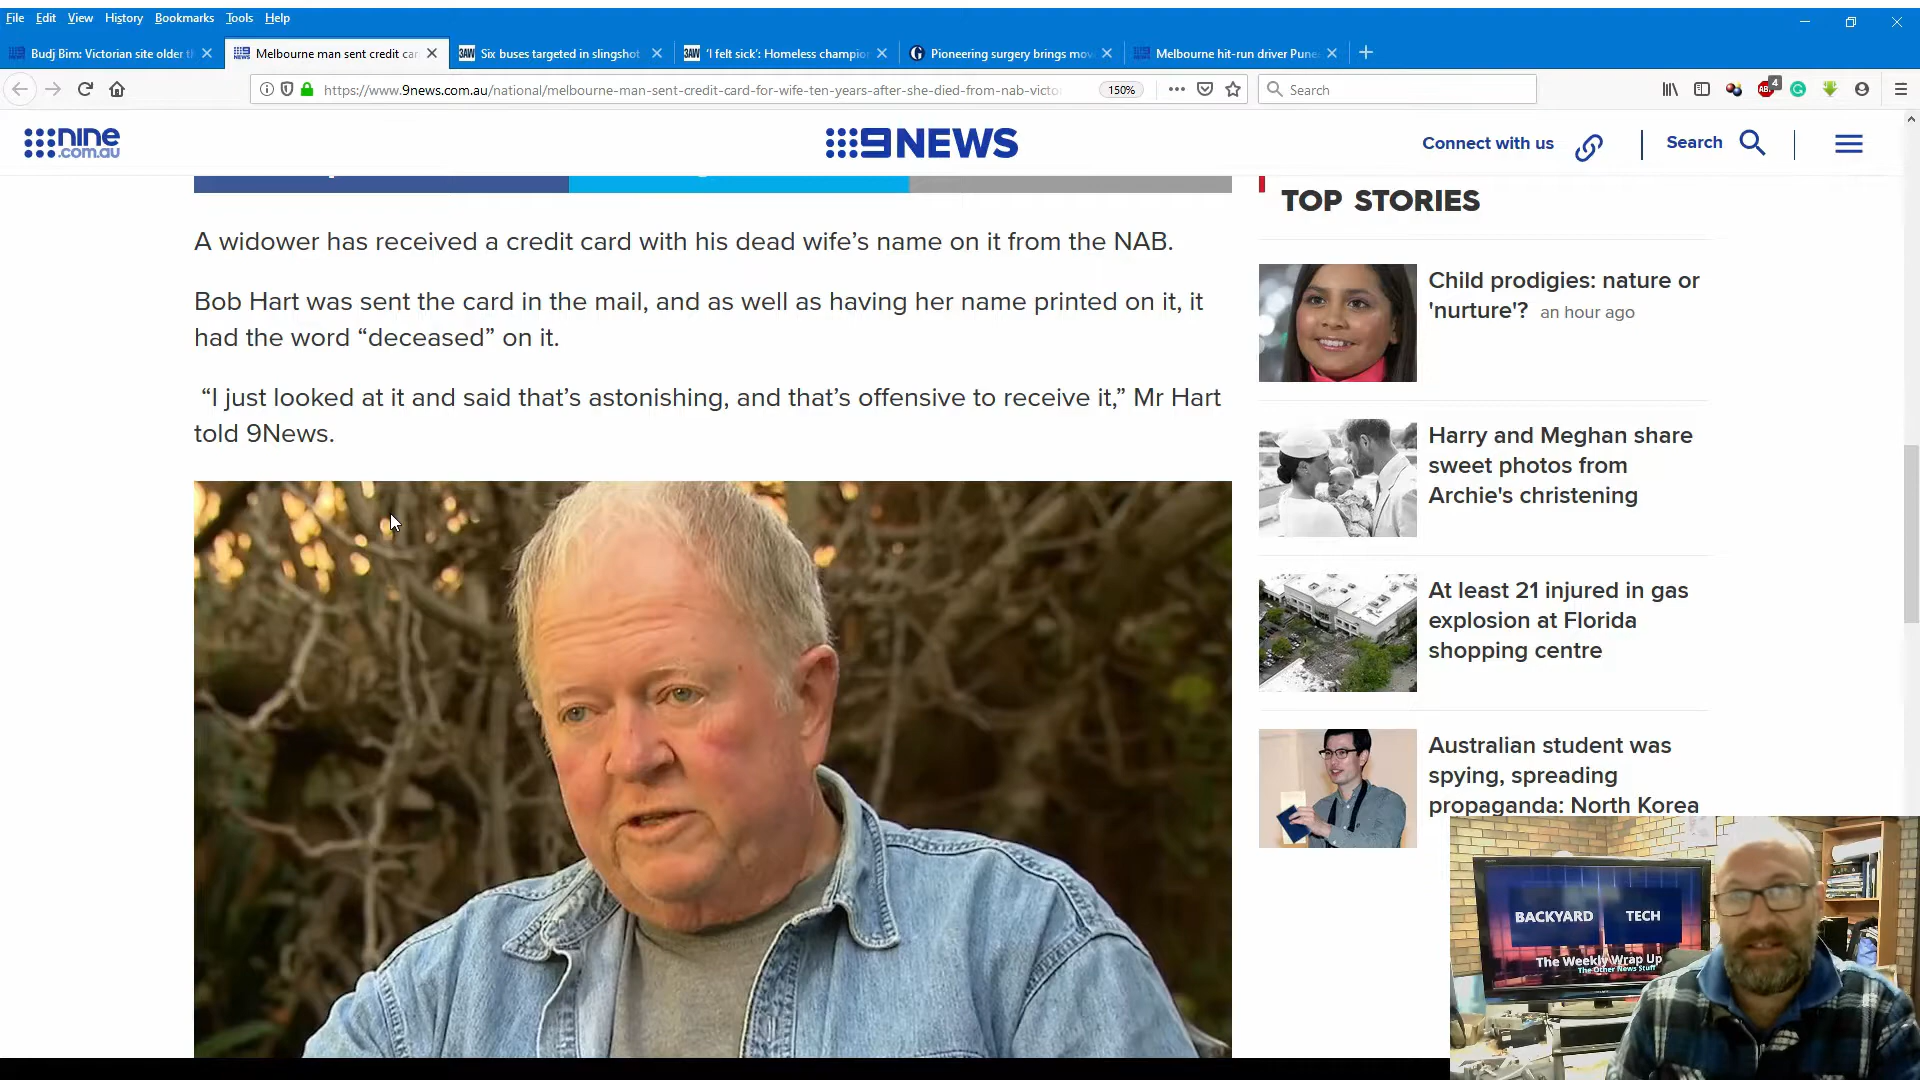 File Edit View History Bookmarks Tools Help
Budj Bim: Victorian site older t
Melbourne man sent credit car
3AW Six buses targeted in slingshot
3AW 'I felt sick': Homeless champio
Pioneering surgery brings mov
Melbourne hit-run driver Pune
https://www.9news.com.au/national/melbourne-man-sent-credit-card-for-wife-ten-years-after-she-died-from-nab-victo
150%
Search
4
nine
.com.au
9NEWS
Connect with us
Search
TOP STORIES
A widower has received a credit card with his dead wife's name on it from the NAB.
Bob Hart was sent the card in the mail, and as well as having her name printed on it, it
had the word “deceased” on it.
“I just looked at it and said that's astonishing, and that's offensive to receive it,” Mr Hart
told 9News.
Child prodigies: nature or
'nurture'? an hour ago
Harry and Meghan share
sweet photos from
Archie's christening
At least 21 injured in gas
explosion at Florida
shopping centre
Australian student was
spying, spreading
propaganda: North Korea
BACKYARD TECH
The Weekly Wrap Up
The Other News Stuff